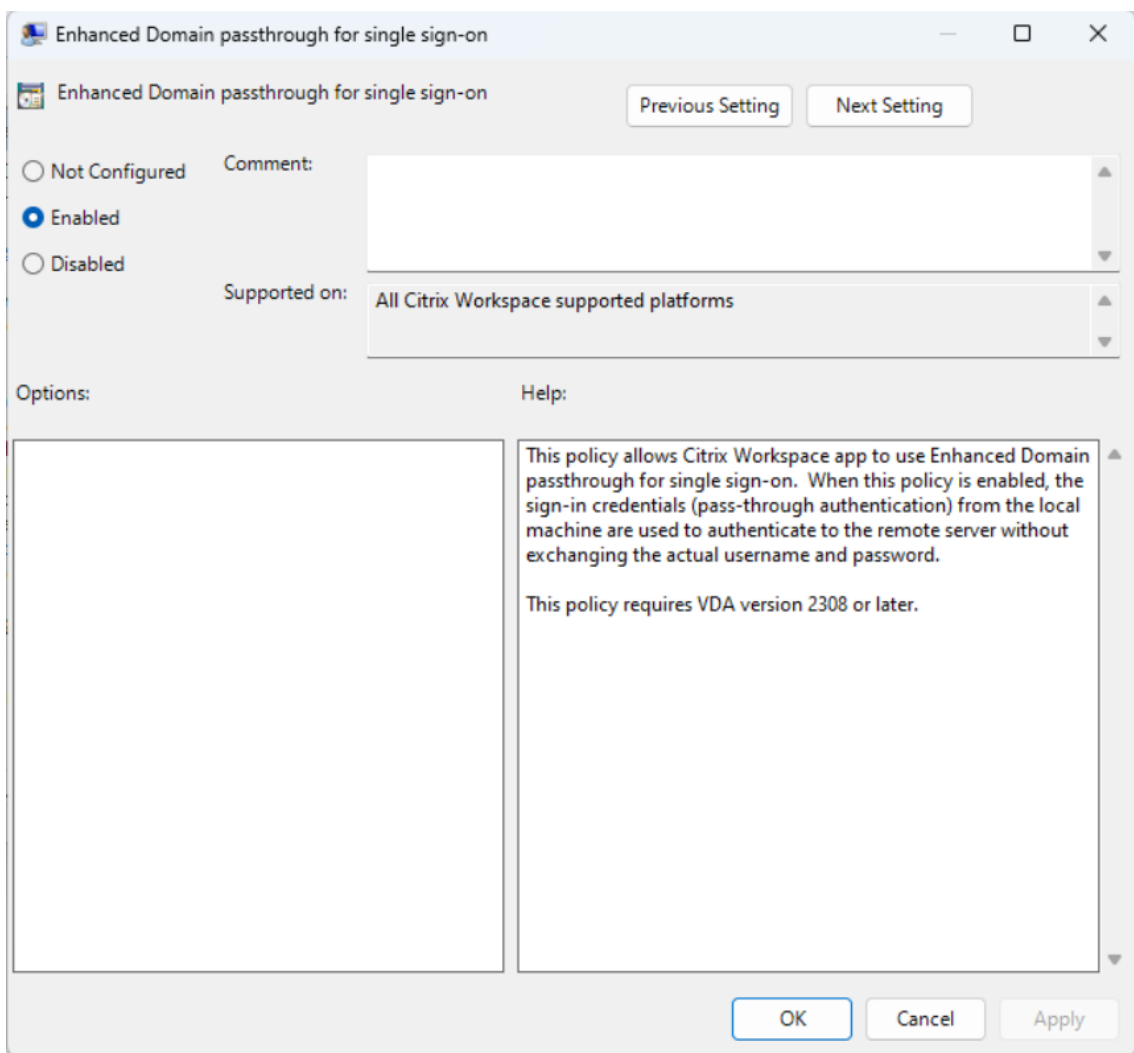 Enhanced Domain passthrough for single sign-on
Enhanced Domain passthrough for single sign-on
Previous Setting
Next Setting
Not Configured
Enabled
Disabled
Comment:
Supported on:
All Citrix Workspace supported platforms
Options:
Help:
This policy allows Citrix Workspace app to use Enhanced Domain
passthrough for single sign-on.  When this policy is enabled, the
sign-in credentials (pass-through authentication) from the local
machine are used to authenticate to the remote server without
exchanging the actual username and password.
This policy requires VDA version 2308 or later.
OK
Cancel
Apply